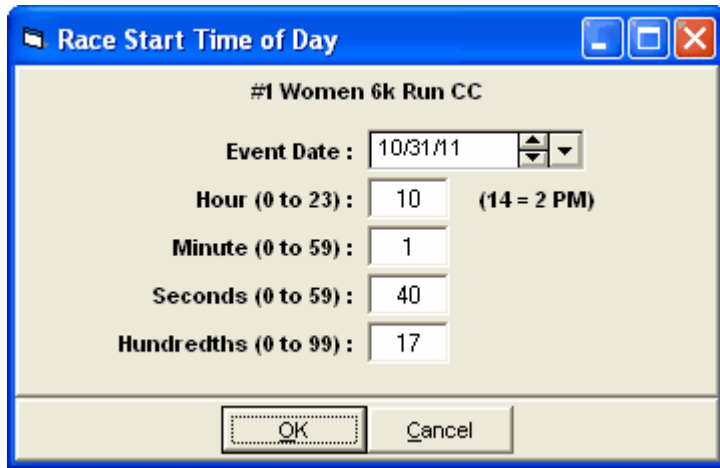 Race Start Time of Day
#1 Women 6k Run CC
Event Date : 10/31/11
Hour (0 to 23) : 10 (14 = 2 PM)
Minute (0 to 59) : 1
Seconds (0 to 59) : 40
Hundredths (0 to 99) : 17
OK Cancel